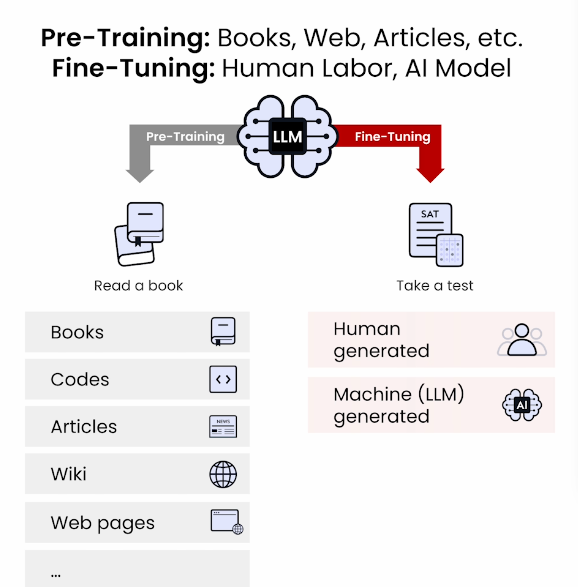 Pre-Training: Books, Web, Articles, etc.
Fine-Tuning: Human Labor, AI Model
Pre-Training
LLM
Fine-Tuning
SAT
Read a book
Take a test
Books
Codes
Articles
NEWS
Wiki
Web pages
...
Human
generated
Machine (LLM)
generated
AI